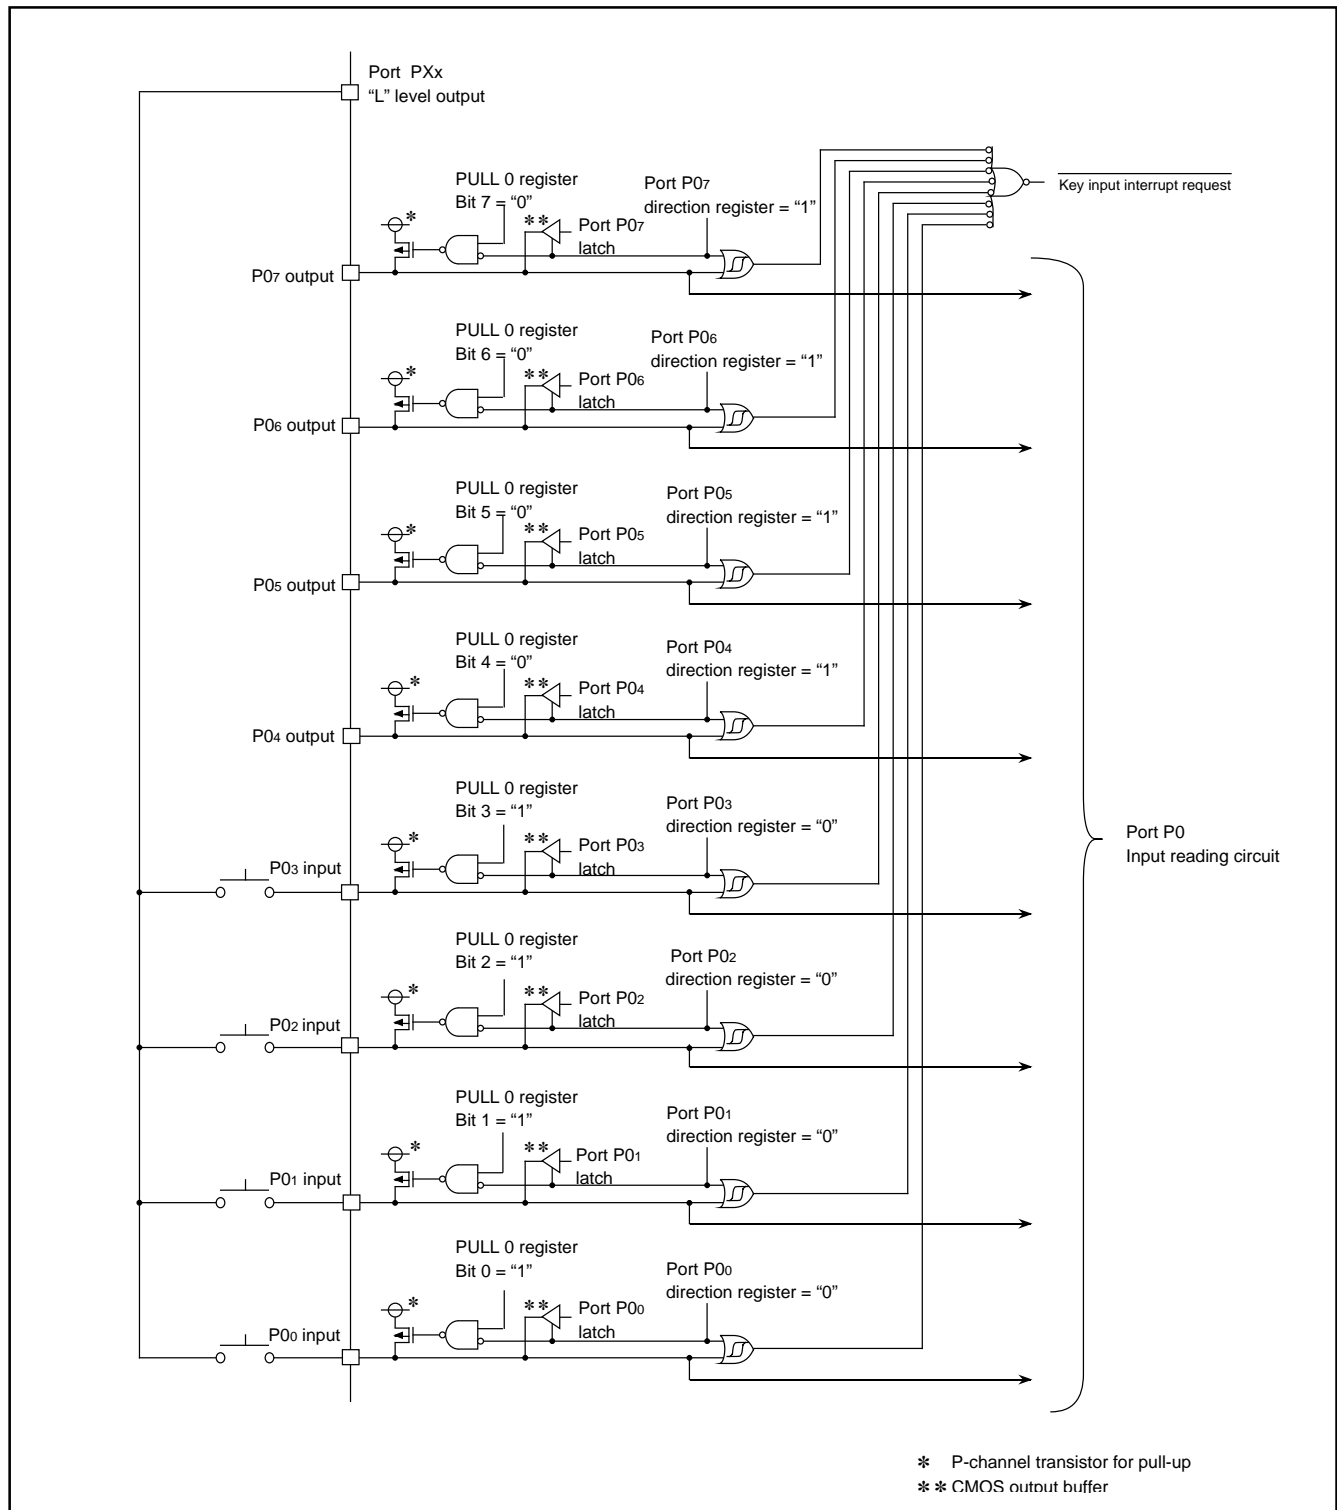 Port PXx
“L” level output
Key input interrupt request
PULL 0 register
Bit 7 = “0”
*
**
Port P07
latch
Port P07
direction register = “1”
P07 output
PULL 0 register
Bit 6 = “0”
*
**
Port P06
latch
Port P06
direction register = “1”
P06 output
PULL 0 register
Bit 5 = “0”
*
**
Port P05
latch
Port P05
direction register = “1”
P05 output
PULL 0 register
Bit 4 = “0”
*
**
Port P04
latch
Port P04
direction register = “1”
P04 output
PULL 0 register
Bit 3 = “1”
*
**
Port P03
latch
Port P03
direction register = “0”
P03 input
Port P0
Input reading circuit
PULL 0 register
Bit 2 = “1”
*
**
Port P02
latch
Port P02
direction register = “0”
P02 input
PULL 0 register
Bit 1 = “1”
*
**
Port P01
latch
Port P01
direction register = “0”
P01 input
PULL 0 register
Bit 0 = “1”
*
**
Port P00
latch
Port P00
direction register = “0”
P00 input
* P-channel transistor for pull-up
** CMOS output buffer